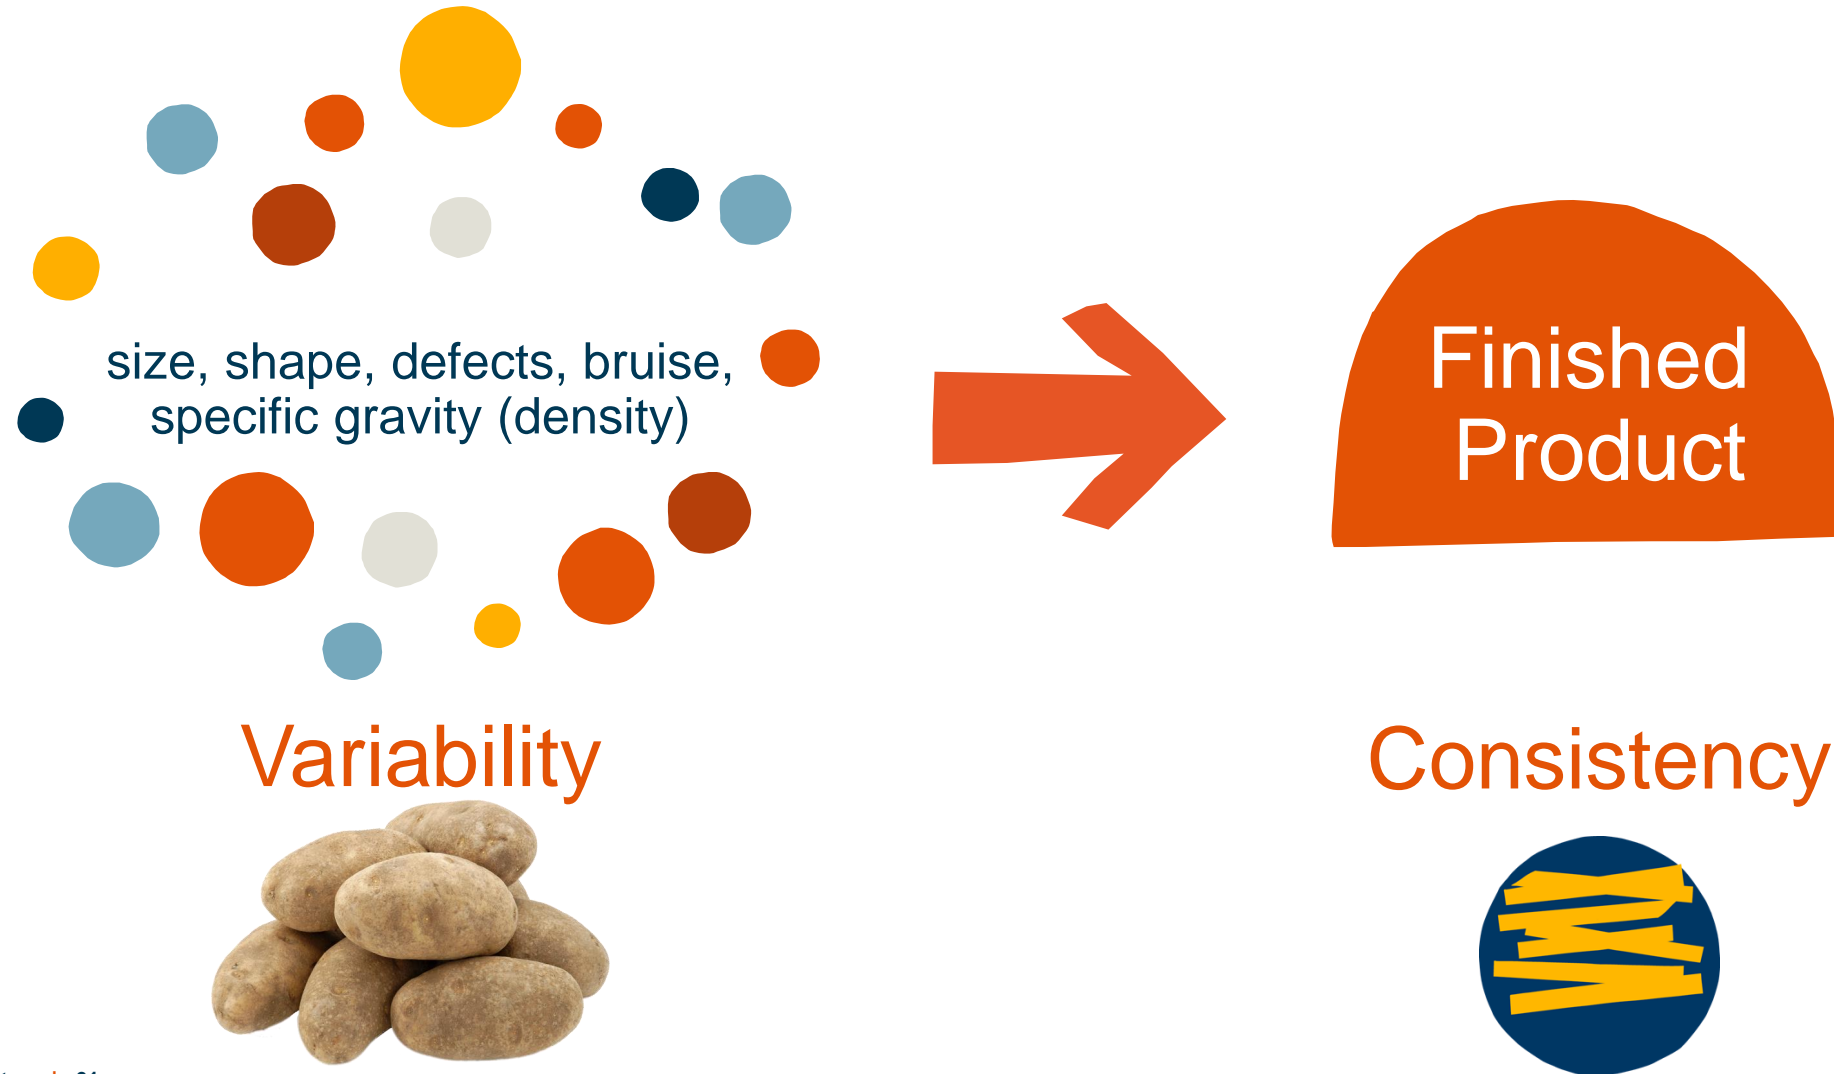 size, shape, defects, bruise,
specific gravity (density)
Finished
Product
Variability
Consistency